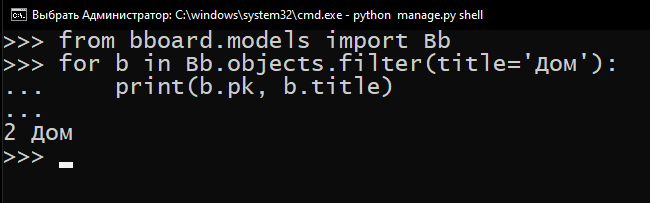 Выбрать Администратор: C:\windows\system32\cmd.exe - python  manage.py shell
>>> from bboard.models import Bb
>>> for b in Bb.objects.filter(title='Дом'):
...     print(b.pk, b.title)
...
2 Дом
>>>